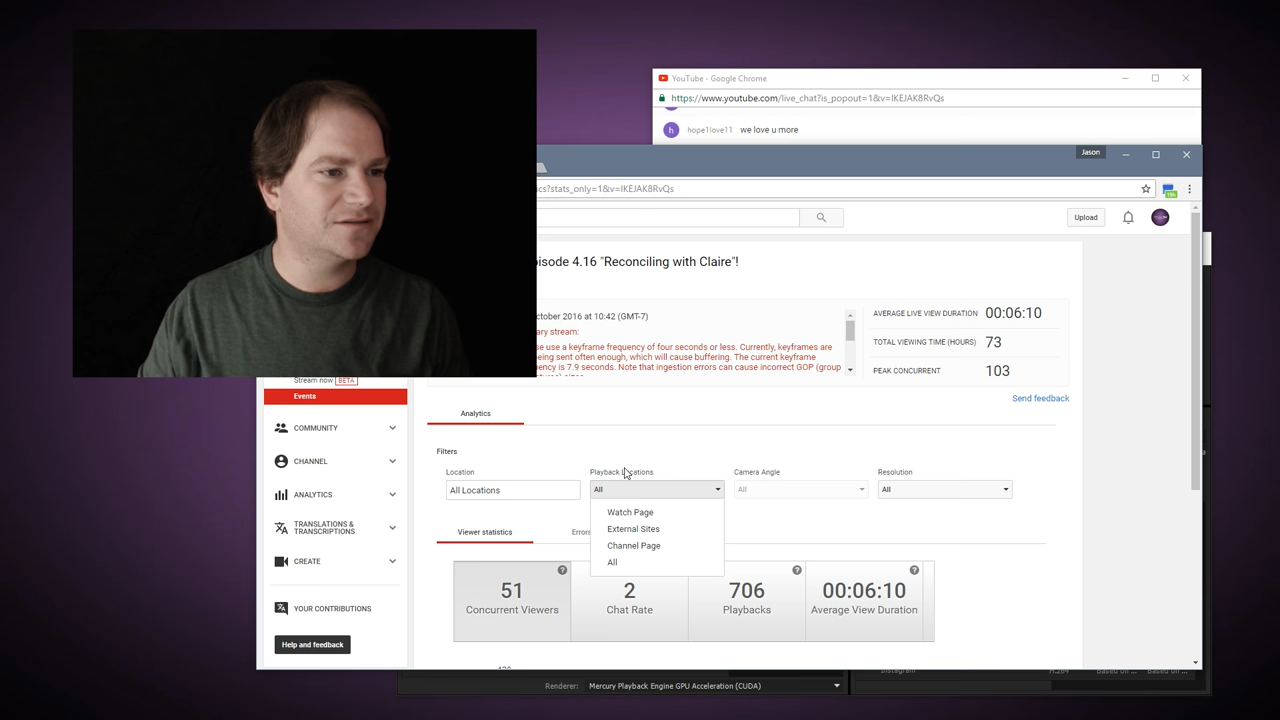 YouTube - Google Chrome
https://www.youtube.com/live_chat?is_popout=1&v=IKEJAK8RvQs
h hope1love11 we love u more
Jason
ics?stats_only=1&v=IKEJAK8RvQs
Upload
isode 4.16 "Reconciling with Claire"!
ctober 2016 at 10:42 (GMT-7)
ary stream:
se use a keyframe frequency of four seconds or less. Currently, keyframes are
eing sent often enough, which will cause buffering. The current keyframe
ency is 7.9 seconds. Note that ingestion errors can cause incorrect GOP (group
AVERAGE LIVE VIEW DURATION 00:06:10
TOTAL VIEWING TIME (HOURS) 73
PEAK CONCURRENT 103
Send feedback
Stream now BETA
Events
COMMUNITY
CHANNEL
ANALYTICS
TRANSLATIONS &
TRANSCRIPTIONS
CREATE
YOUR CONTRIBUTIONS
Help and feedback
Analytics
Filters
Location Playback Locations Camera Angle Resolution
All Locations All All All
Watch Page
External Sites
Channel Page
All
Viewer statistics Errors
51 2 706 00:06:10
Concurrent Viewers Chat Rate Playbacks Average View Duration
Renderer: Mercury Playback Engine GPU Acceleration (CUDA)
Instagram H.264 Based on ... Based on ...